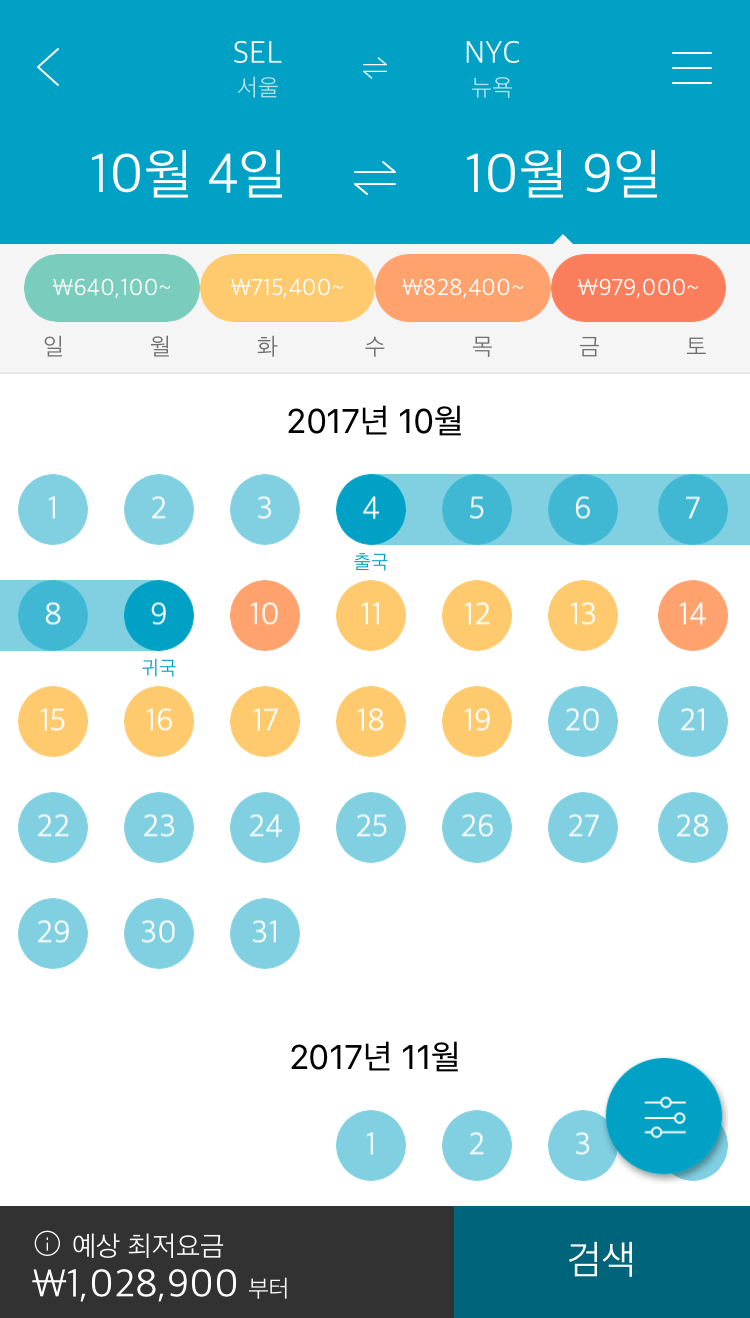 SEL NYC
서울 뉴욕
10월 4일 10월 9일
₩640,100~ ₩715,400~ ₩828,400~ ₩979,000~
일 월 화 수 목 금 토
2017년 10월
1 2 3 4 5 6 7
출국
8 9 10 11 12 13 14
귀국
15 16 17 18 19 20 21
22 23 24 25 26 27 28
29 30 31
2017년 11월
1 2 3
예상 최저요금
₩1,028,900 부터
검색